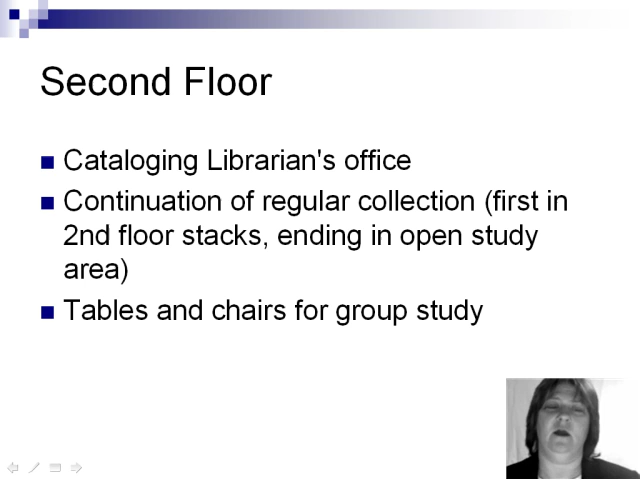 Second Floor
Cataloging Librarian's office
Continuation of regular collection (first in
2nd floor stacks, ending in open study
area)
Tables and chairs for group study